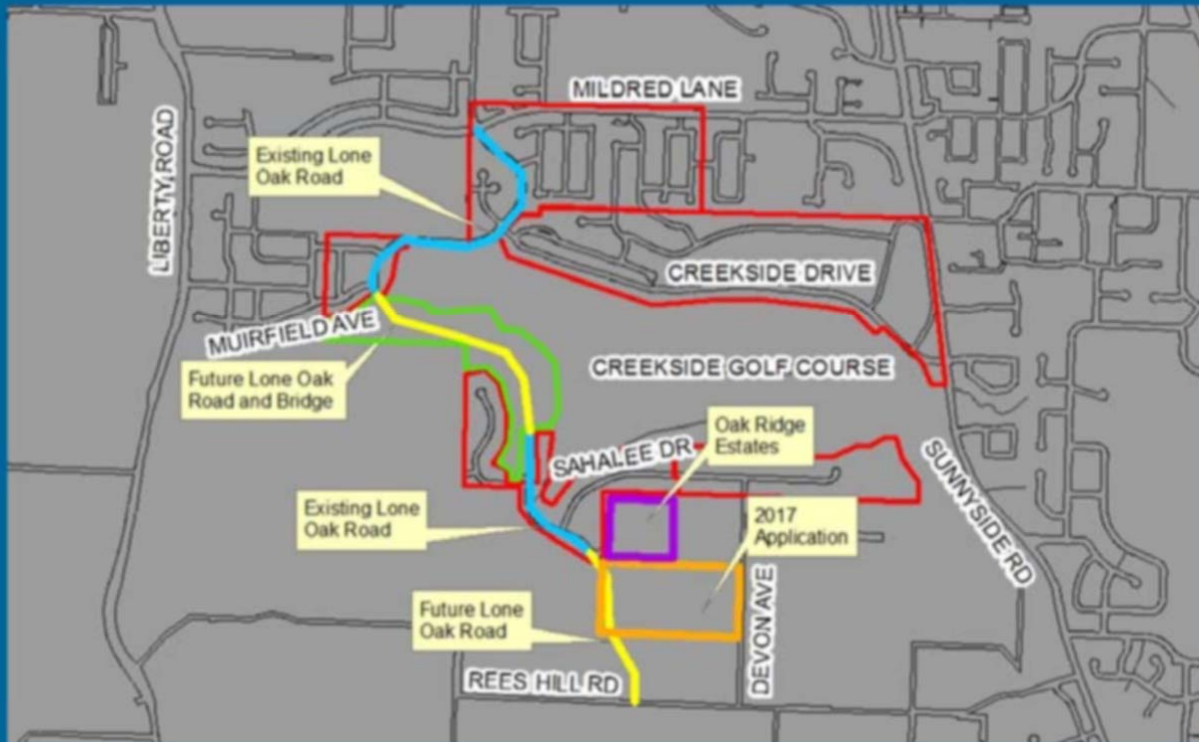 MILDRED LANE
Existing Lone
Oak Road
LIBERTY ROAD
CREEKSIDE DRIVE
MUIRFIELD AVE
CREEKSIDE GOLF COURSE
Future Lone Oak
Road and Bridge
Oak Ridge
Estates
SAHALEE DR
SUNNYSIDE RD
Existing Lone
Oak Road
2017
Application
Future Lone
Oak Road
DEVON AVE
REES HILL RD